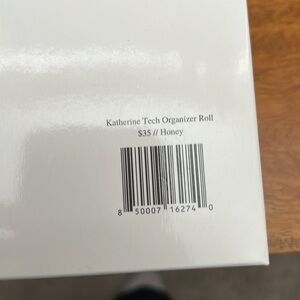 Katherine Tech Organizer Roll
$35 // Honey
8 50007 16274 0